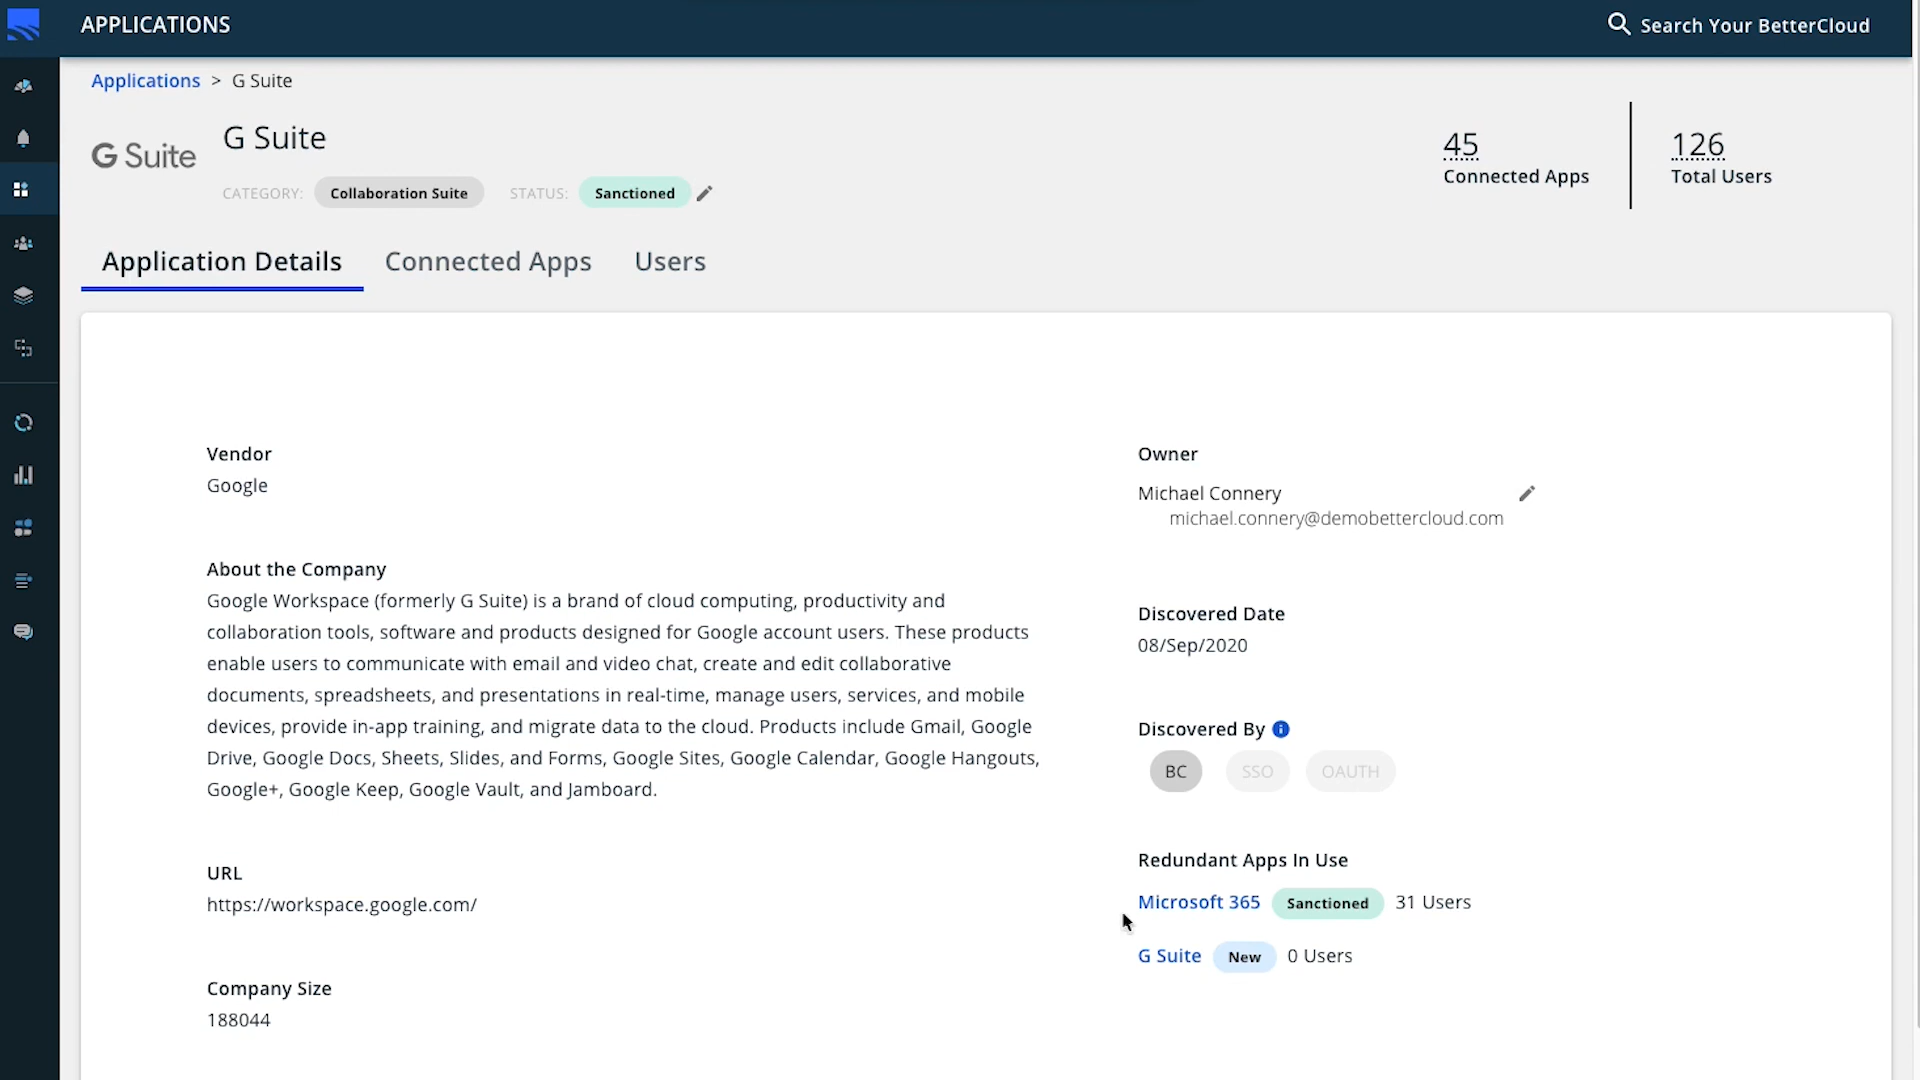 APPLICATIONS
Search Your BetterCloud
Applications > G Suite
G Suite
G Suite
CATEGORY: Collaboration Suite STATUS: Sanctioned
45
Connected Apps
126
Total Users
Application Details
Connected Apps
Users
Vendor
Google
About the Company
Google Workspace (formerly G Suite) is a brand of cloud computing, productivity and
collaboration tools, software and products designed for Google account users. These products
enable users to communicate with email and video chat, create and edit collaborative
documents, spreadsheets, and presentations in real-time, manage users, services, and mobile
devices, provide in-app training, and migrate data to the cloud. Products include Gmail, Google
Drive, Google Docs, Sheets, Slides, and Forms, Google Sites, Google Calendar, Google Hangouts,
Google+, Google Keep, Google Vault, and Jamboard.
URL
https://workspace.google.com/
Company Size
188044
Owner
Michael Connery
michael.connery@demobettercloud.com
Discovered Date
08/Sep/2020
Discovered By
BC SSO OAUTH
Redundant Apps In Use
Microsoft 365 Sanctioned 31 Users
G Suite New 0 Users